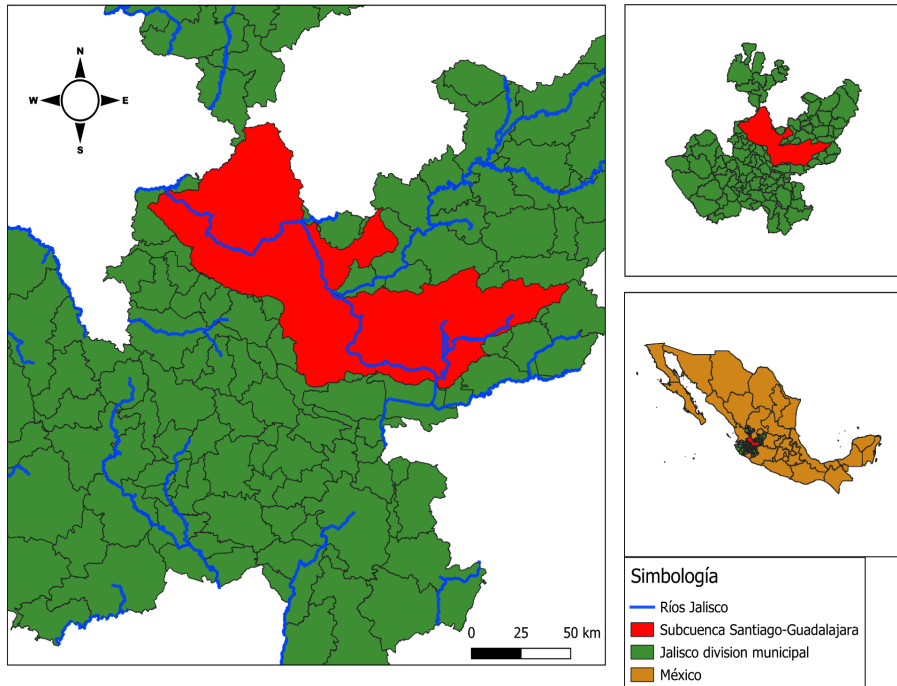 N
W E
S
0 25 50 km
Simbología
Ríos Jalisco
Subcuenca Santiago-Guadalajara
Jalisco division municipal
México